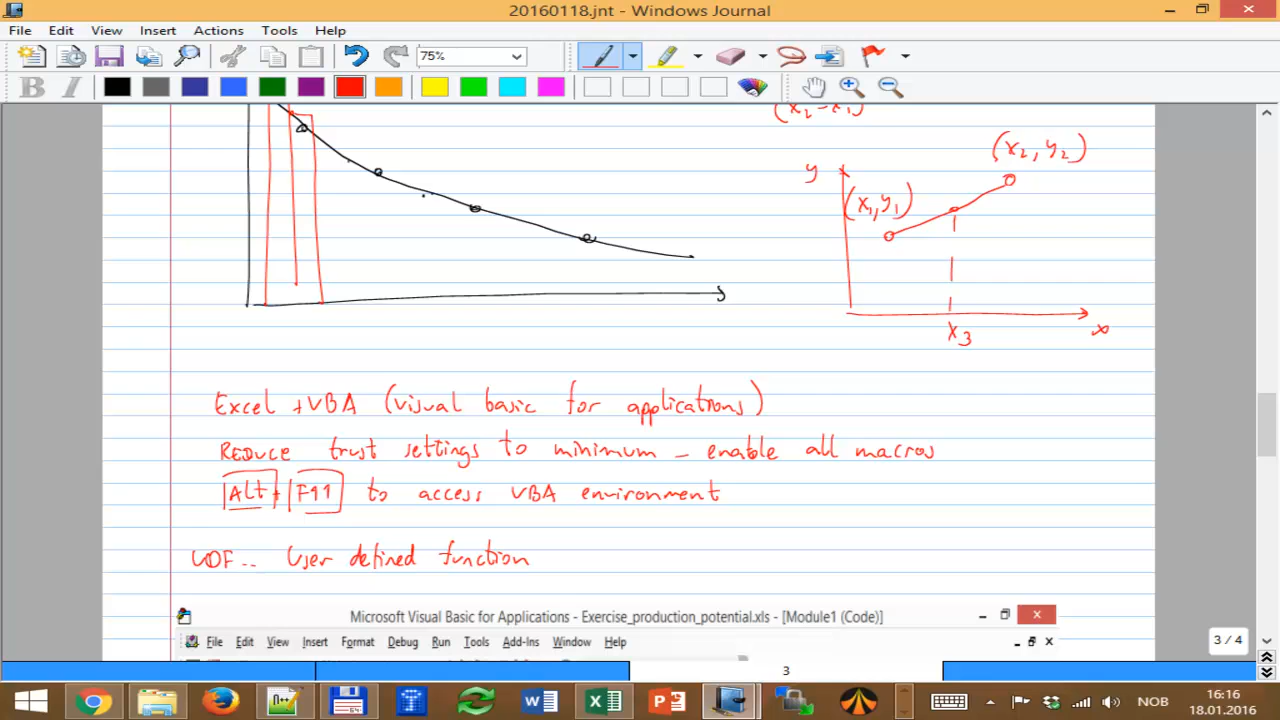 20160118.jnt - Windows Journal
File Edit View Insert Actions Tools Help
75%
B I
(x2-x1)
y
(x2, y2)
(x1, y1)
x3
x
Excel +VBA (visual basic for applications)
REDUCE trust settings to minimum - enable all macros
Alt + F11 to access VBA environment
UDF.. User defined function
Microsoft Visual Basic for Applications - Exercise_production_potential.xls - [Module1 (Code)]
File Edit View Insert Format Debug Run Tools Add-Ins Window Help
3 / 4
3
NOB
16:16
18.01.2016